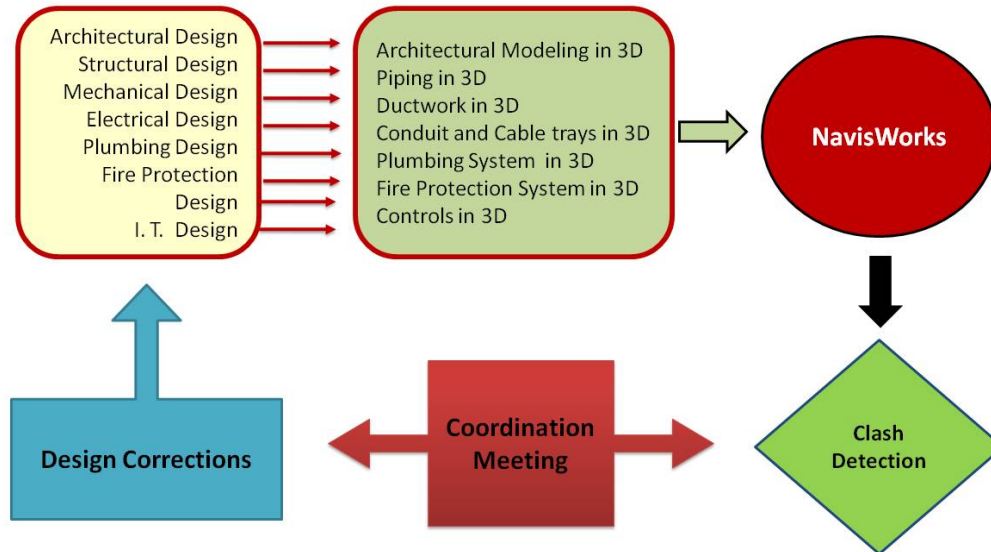 Architectural Design
Structural Design
Mechanical Design
Electrical Design
Plumbing Design
Fire Protection
Design
I. T. Design
Architectural Modeling in 3D
Piping in 3D
Ductwork in 3D
Conduit and Cable trays in 3D
Plumbing System in 3D
Fire Protection System in 3D
Controls in 3D
NavisWorks
Design Corrections
Coordination
Meeting
Clash
Detection